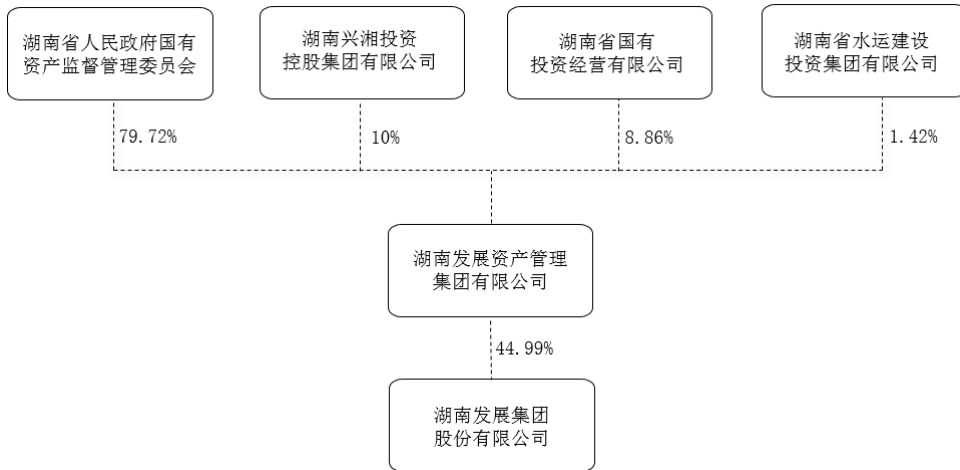 湖南省人民政府国有
资产监督管理委员会
湖南兴湘投资
控股集团有限公司
湖南省国有
投资经营有限公司
湖南省水运建设
投资集团有限公司
79.72%
10%
8.86%
1.42%
湖南发展资产管理
集团有限公司
44.99%
湖南发展集团
股份有限公司